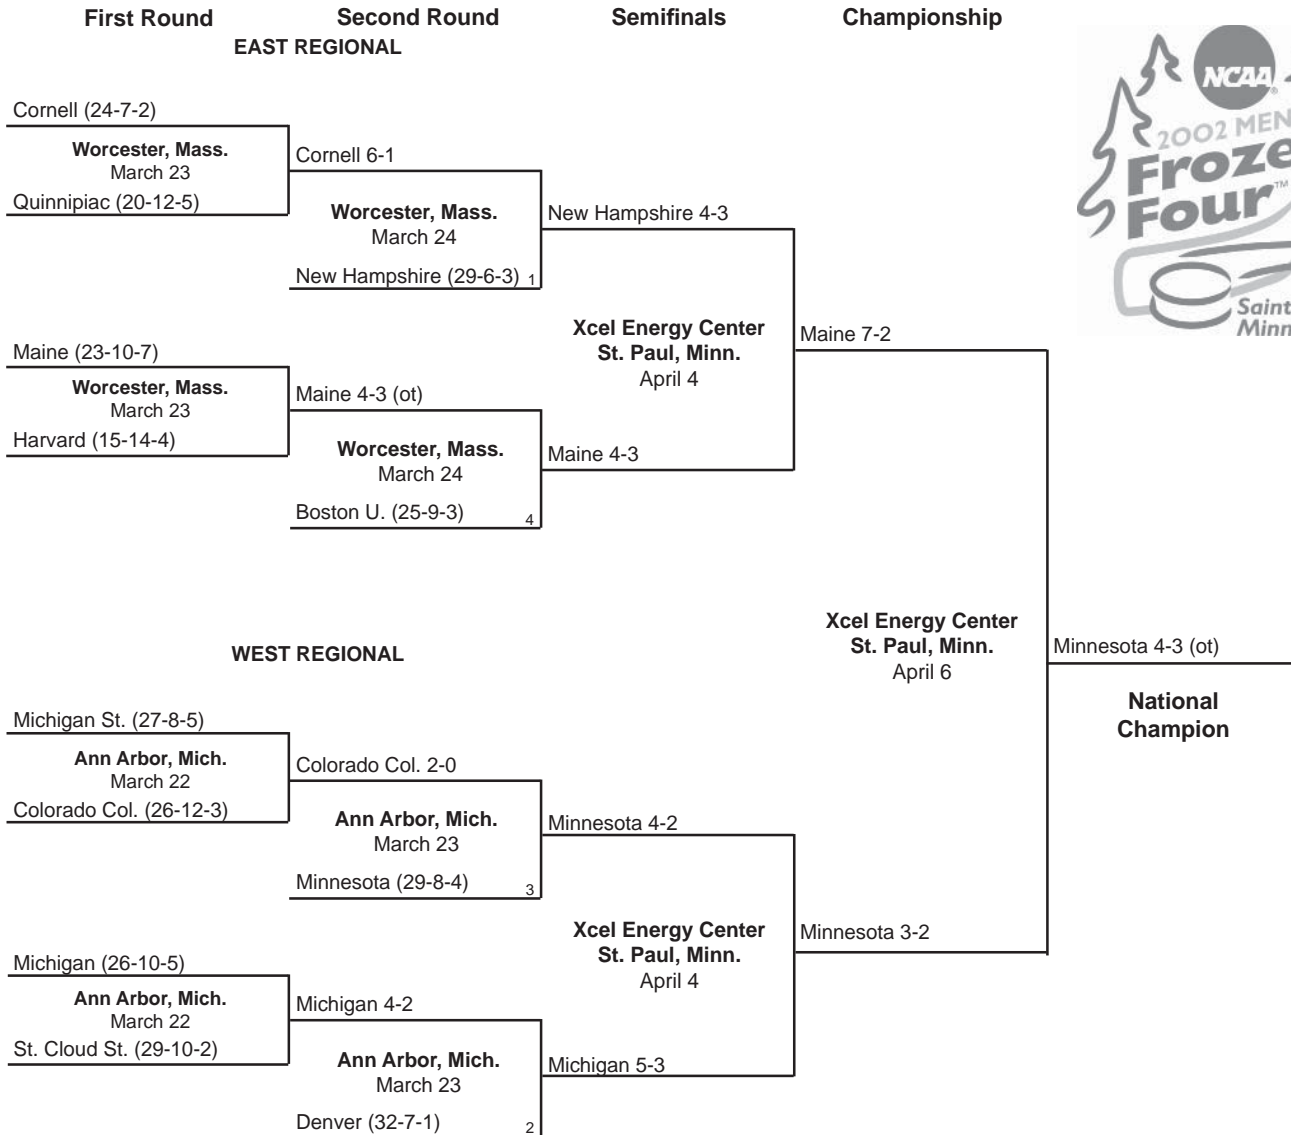 First Round
Second Round
Semifinals
Championship
EAST REGIONAL
NCAA
2002 MEN
Froze
Four™
Saint
Minn
Cornell (24-7-2)
Worcester, Mass.
March 23
Quinnipiac (20-12-5)
Cornell 6-1
Worcester, Mass.
March 24
New Hampshire (29-6-3) 1
New Hampshire 4-3
Maine (23-10-7)
Worcester, Mass.
March 23
Harvard (15-14-4)
Maine 4-3 (ot)
Worcester, Mass.
March 24
Boston U. (25-9-3) 4
Maine 4-3
Xcel Energy Center
St. Paul, Minn.
April 4
Maine 7-2
WEST REGIONAL
Michigan St. (27-8-5)
Ann Arbor, Mich.
March 22
Colorado Col. (26-12-3)
Colorado Col. 2-0
Ann Arbor, Mich.
March 23
Minnesota (29-8-4) 3
Minnesota 4-2
Michigan (26-10-5)
Ann Arbor, Mich.
March 22
St. Cloud St. (29-10-2)
Michigan 4-2
Ann Arbor, Mich.
March 23
Denver (32-7-1) 2
Michigan 5-3
Xcel Energy Center
St. Paul, Minn.
April 4
Minnesota 3-2
Xcel Energy Center
St. Paul, Minn.
April 6
Minnesota 4-3 (ot)
National
Champion